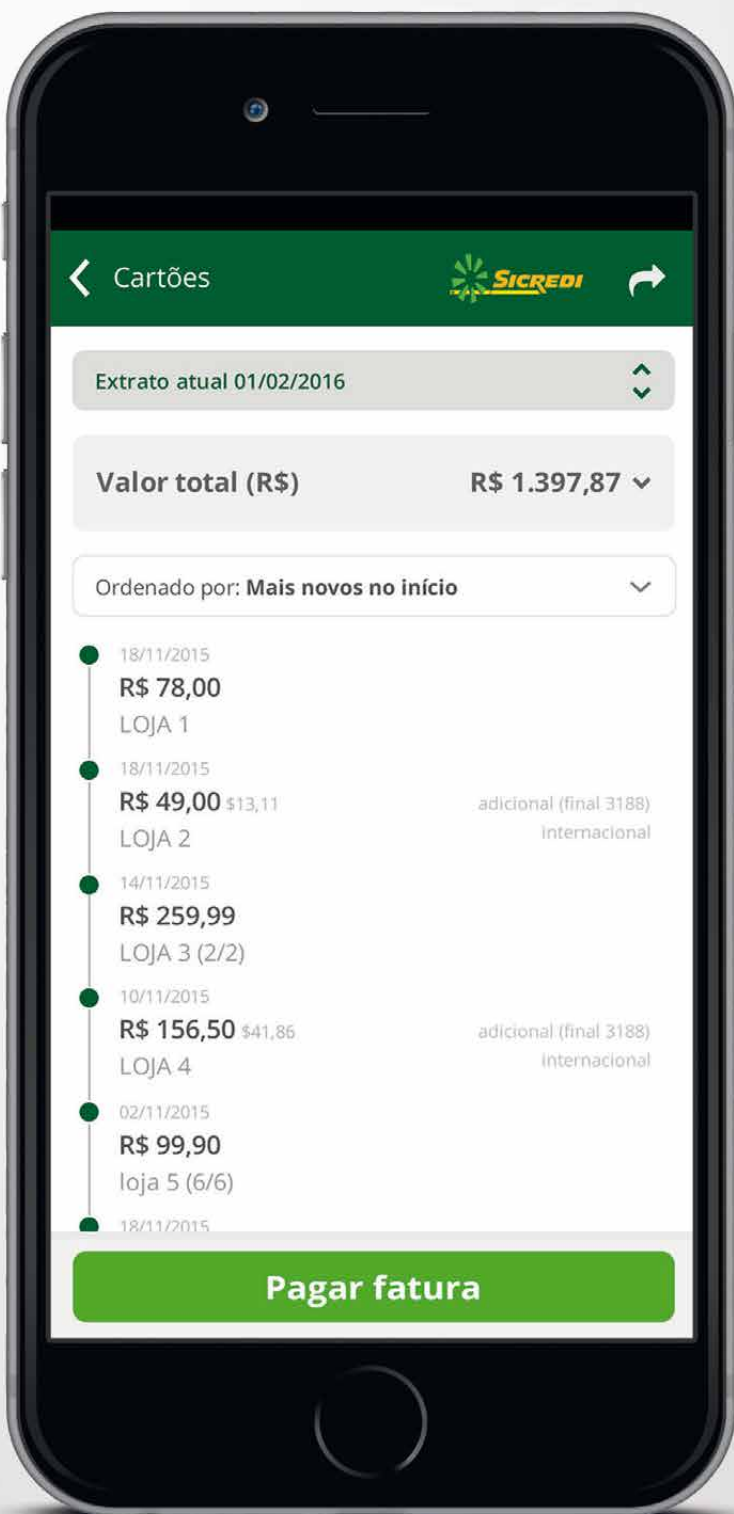 Cartões
SICREDI
Extrato atual 01/02/2016
Valor total (R$) R$ 1.397,87
Ordenado por: Mais novos no início
18/11/2015
R$ 78,00
LOJA 1
18/11/2015
R$ 49,00 $13,11 adicional (final 3188)
LOJA 2 internacional
14/11/2015
R$ 259,99
LOJA 3 (2/2)
10/11/2015
R$ 156,50 $41,86 adicional (final 3188)
LOJA 4 internacional
02/11/2015
R$ 99,90
loja 5 (6/6)
18/11/2015
Pagar fatura